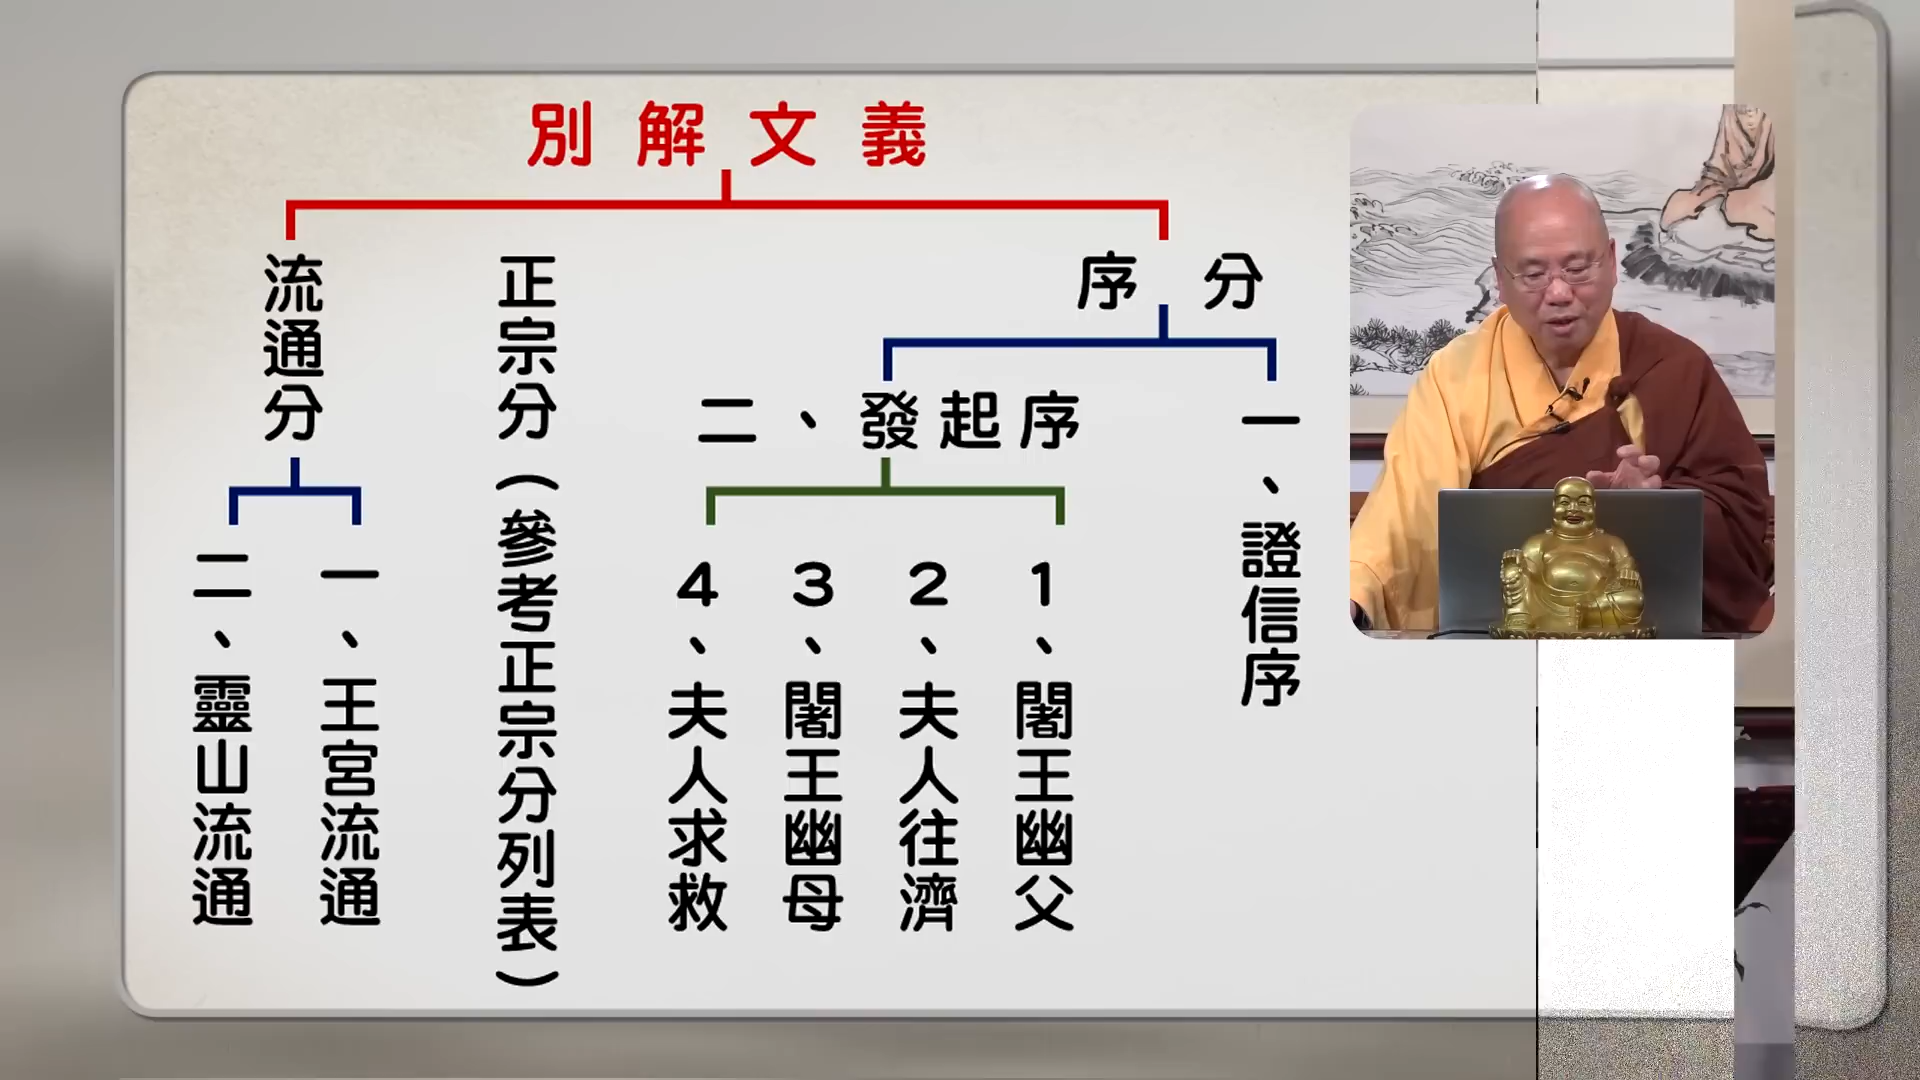 別解文義
序分
一、證信序
二、發起序
1、闍王幽父
2、夫人往濟
3、闍王幽母
4、夫人求救
正宗分（參考正宗分列表）
流通分
一、王宮流通
二、靈山流通